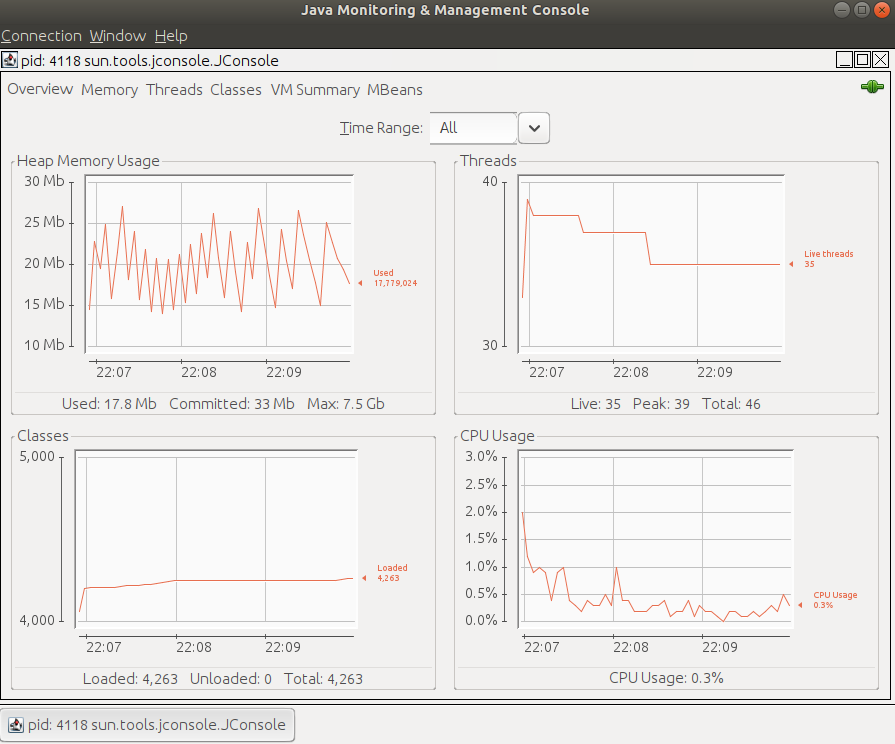 Java Monitoring & Management Console
Connection Window Help
pid: 4118 sun.tools.jconsole.JConsole
Overview Memory Threads Classes VM Summary MBeans
Time Range: All
Heap Memory Usage
30 Mb
25 Mb
20 Mb
15 Mb
10 Mb
Used
17,779,024
22:07 22:08 22:09
Used: 17.8 Mb Committed: 33 Mb Max: 7.5 Gb
Threads
40
30
Live threads
35
22:07 22:08 22:09
Live: 35 Peak: 39 Total: 46
Classes
5,000
4,000
Loaded
4,263
22:07 22:08 22:09
Loaded: 4,263 Unloaded: 0 Total: 4,263
CPU Usage
3.0%
2.5%
2.0%
1.5%
1.0%
0.5%
0.0%
CPU Usage
0.3%
22:07 22:08 22:09
CPU Usage: 0.3%
pid: 4118 sun.tools.jconsole.JConsole